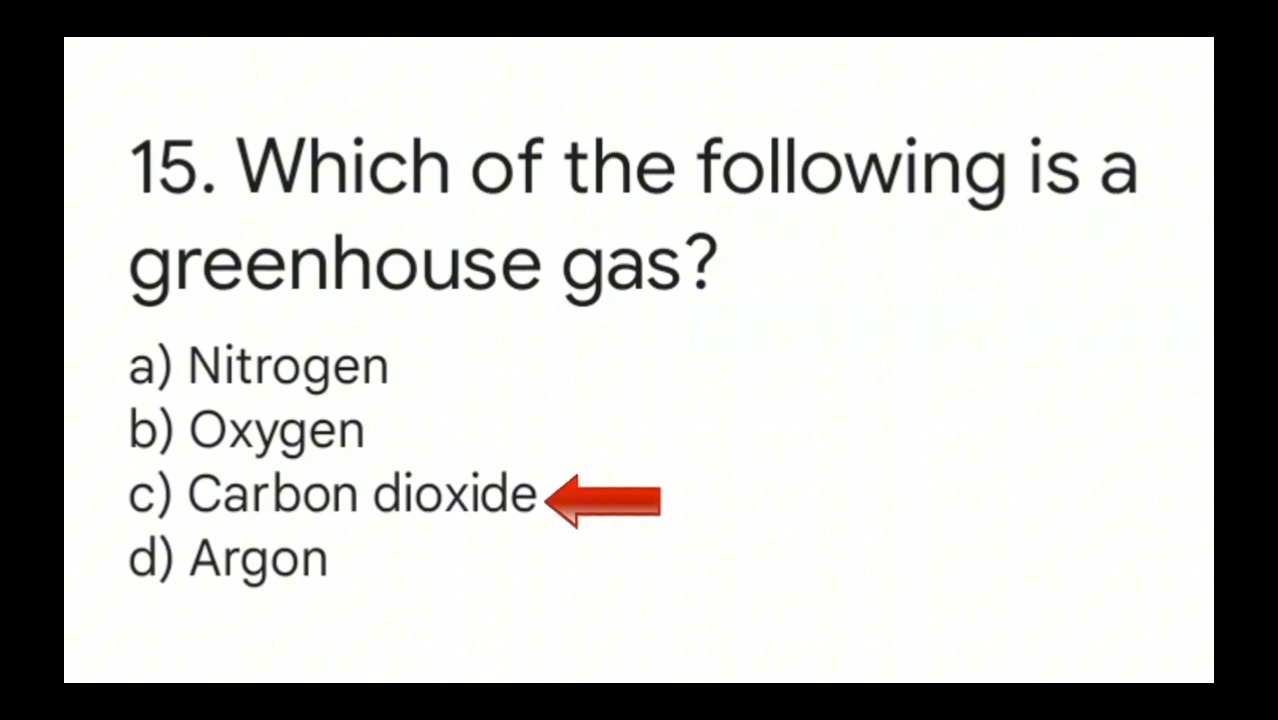 15. Which of the following is a
greenhouse gas?
a) Nitrogen
b) Oxygen
c) Carbon dioxide
d) Argon